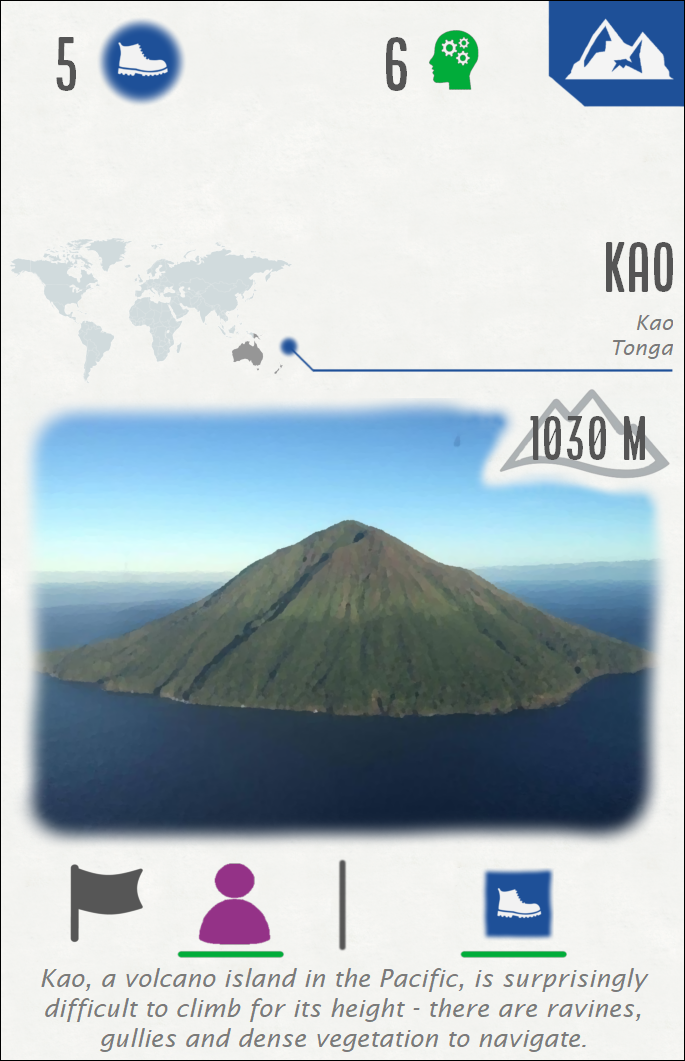 5
6
KAO
Kao
Tonga
1030 M
Kao, a volcano island in the Pacific, is surprisingly
difficult to climb for its height - there are ravines,
gullies and dense vegetation to navigate.